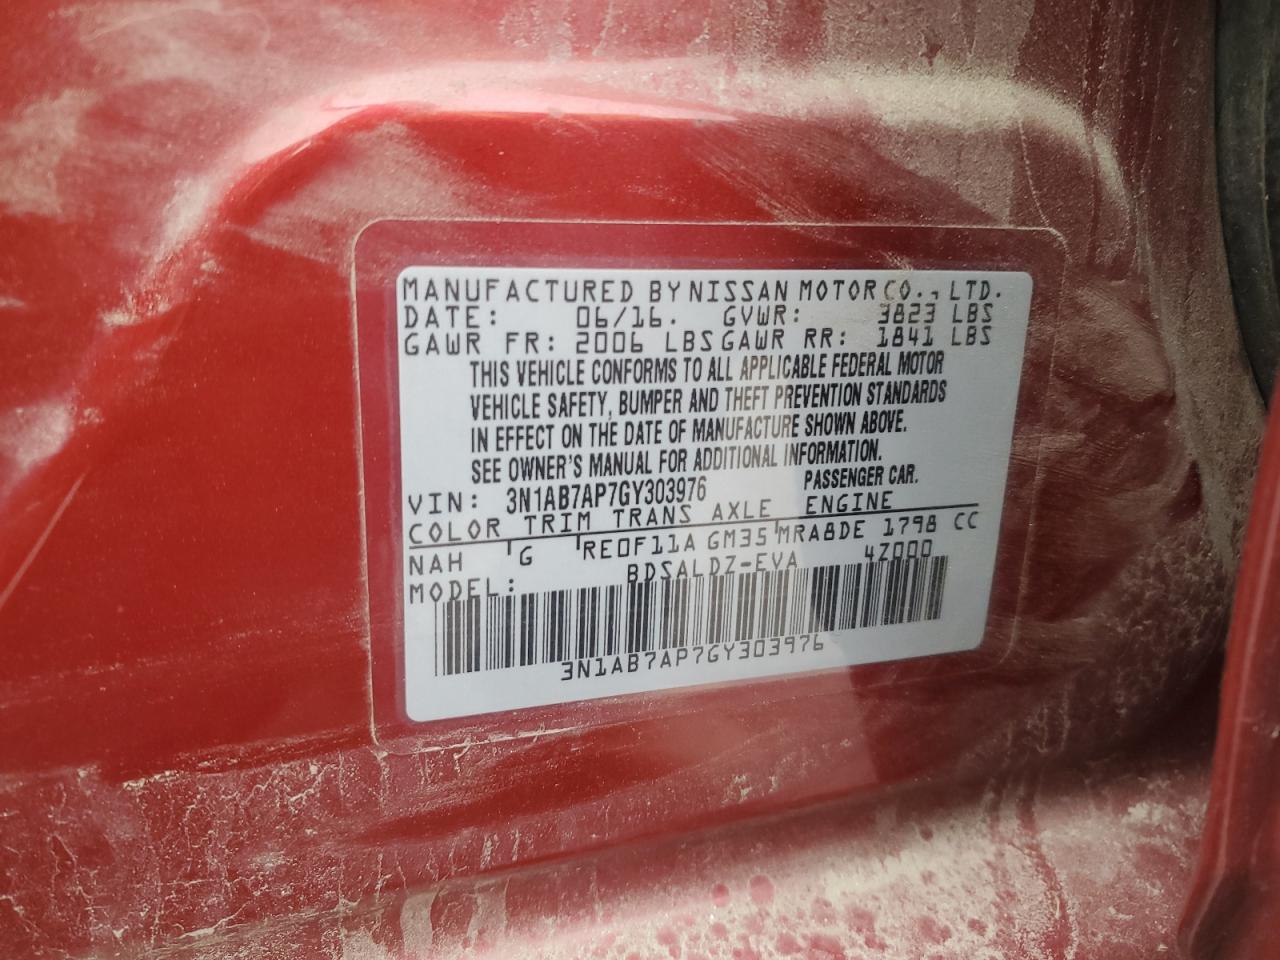 MANUFACTURED BY NISSAN MOTOR CO., LTD.
DATE: 06/16. GVWR: 3823 LBS
GAWR FR: 2006 LBS GAWR RR: 1841 LBS
THIS VEHICLE CONFORMS TO ALL APPLICABLE FEDERAL MOTOR
VEHICLE SAFETY, BUMPER AND THEFT PREVENTION STANDARDS
IN EFFECT ON THE DATE OF MANUFACTURE SHOWN ABOVE.
SEE OWNER'S MANUAL FOR ADDITIONAL INFORMATION.
VIN: 3N1AB7AP7GY303976 PASSENGER CAR.
COLOR TRIM TRANS AXLE ENGINE
NAH G RE0F11A GM35 MRA8DE 1798 CC
MODEL: BDSALDZ-EVA 4Z000
3N1AB7AP7GY303976